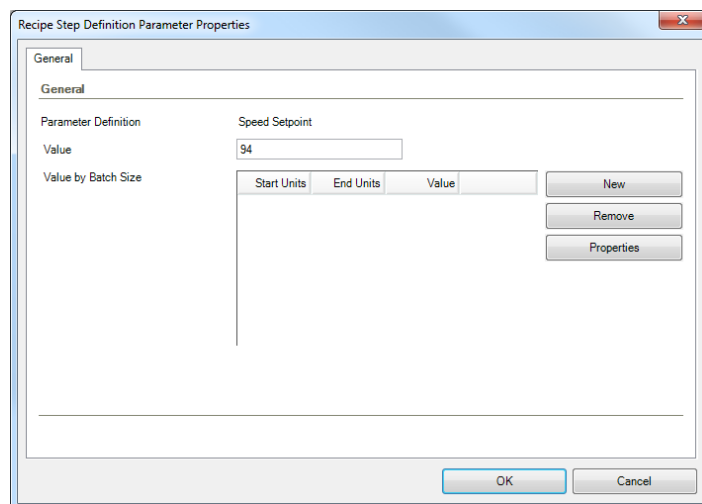 Recipe Step Definition Parameter Properties
General
General
Parameter Definition Speed Setpoint
Value 94
Value by Batch Size Start Units End Units Value New
Remove
Properties
OK Cancel